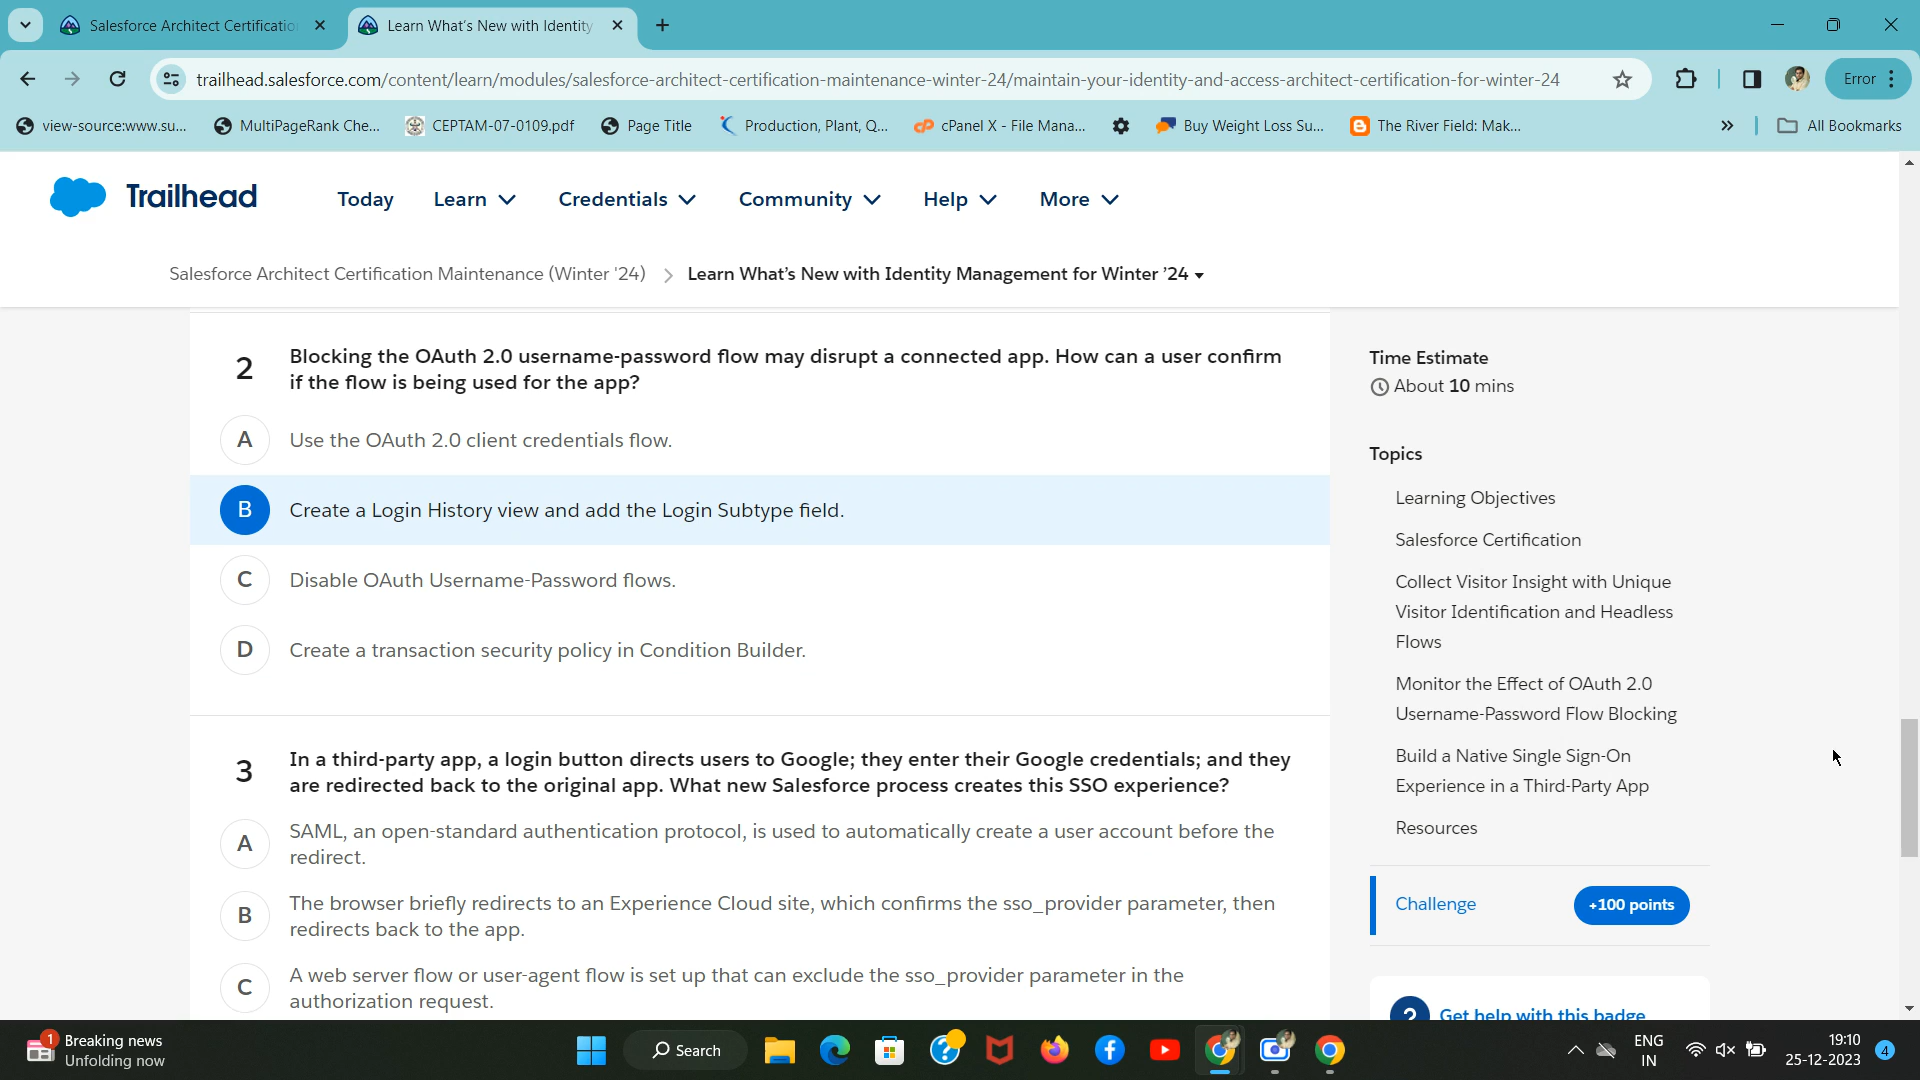 Salesforce Architect Certificatio
Learn What's New with Identity
trailhead.salesforce.com/content/learn/modules/salesforce-architect-certification-maintenance-winter-24/maintain-your-identity-and-access-architect-certification-for-winter-24
Error
view-source:www.su...
MultiPageRank Che...
CEPTAM-07-0109.pdf
Page Title
Production, Plant, Q...
cPanel X - File Mana...
Buy Weight Loss Su...
The River Field: Mak...
All Bookmarks
Trailhead
Today
Learn
Credentials
Community
Help
More
Salesforce Architect Certification Maintenance (Winter '24)
Learn What's New with Identity Management for Winter '24
2
Blocking the OAuth 2.0 username-password flow may disrupt a connected app. How can a user confirm
if the flow is being used for the app?
A
Use the OAuth 2.0 client credentials flow.
B
Create a Login History view and add the Login Subtype field.
C
Disable OAuth Username-Password flows.
D
Create a transaction security policy in Condition Builder.
3
In a third-party app, a login button directs users to Google; they enter their Google credentials; and they
are redirected back to the original app. What new Salesforce process creates this SSO experience?
A
SAML, an open-standard authentication protocol, is used to automatically create a user account before the
redirect.
B
The browser briefly redirects to an Experience Cloud site, which confirms the sso_provider parameter, then
redirects back to the app.
C
A web server flow or user-agent flow is set up that can exclude the sso_provider parameter in the
authorization request.
Time Estimate
About 10 mins
Topics
Learning Objectives
Salesforce Certification
Collect Visitor Insight with Unique
Visitor Identification and Headless
Flows
Monitor the Effect of OAuth 2.0
Username-Password Flow Blocking
Build a Native Single Sign-On
Experience in a Third-Party App
Resources
Challenge
+100 points
? Get help with this badge
1
Breaking news
Unfolding now
Search
ENG
IN
19:10
25-12-2023
4